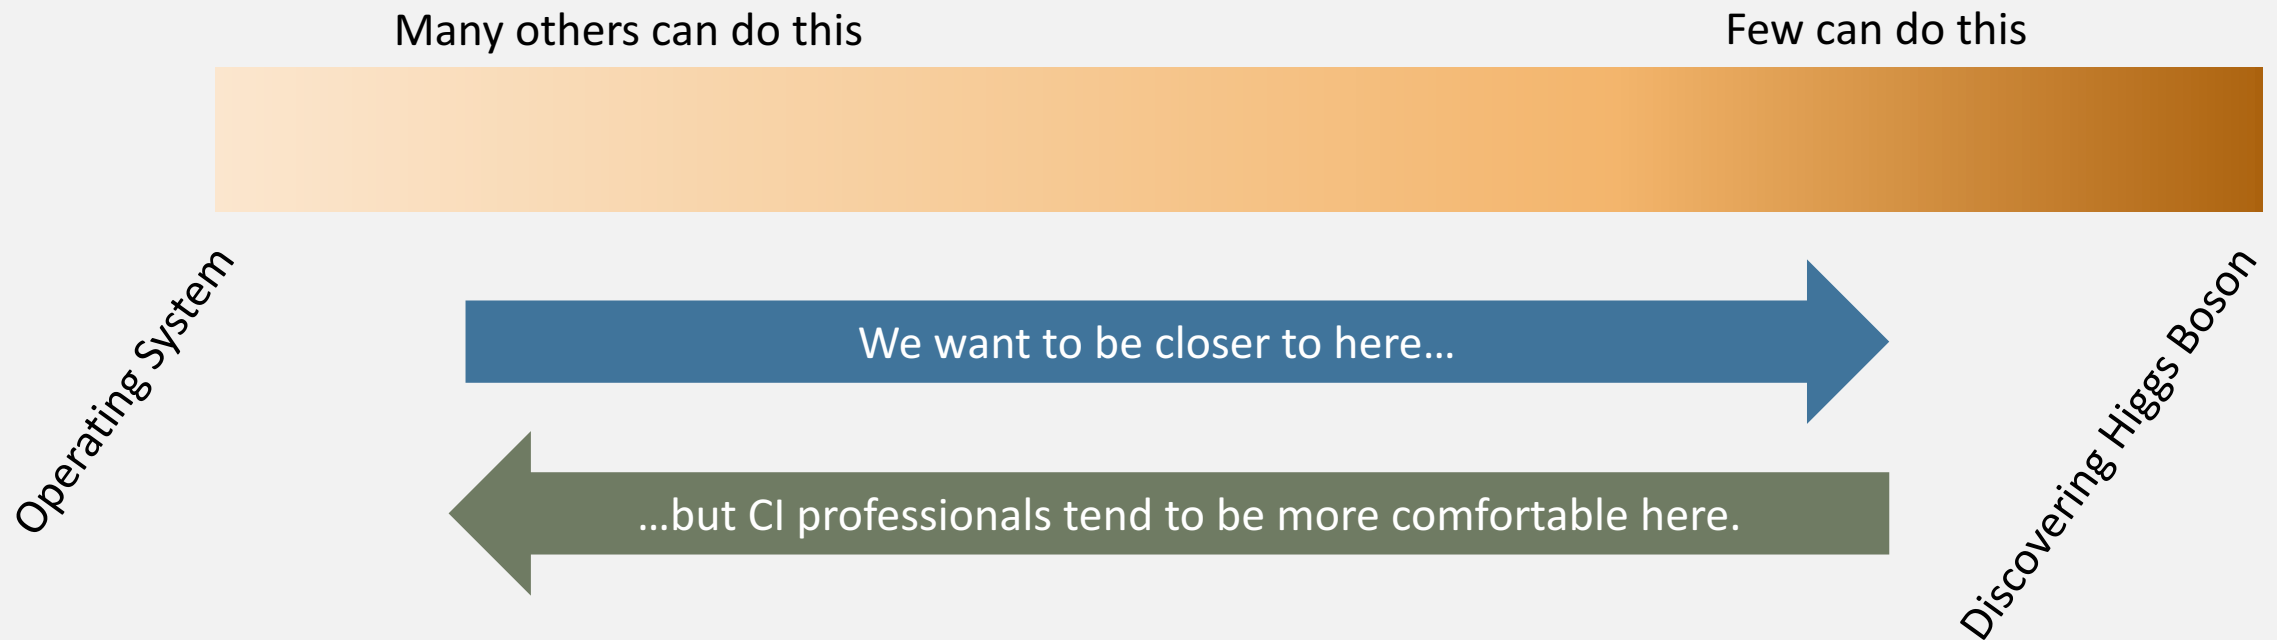 Many others can do this
Few can do this
Operating System
Discovering Higgs Boson
We want to be closer to here…
…but CI professionals tend to be more comfortable here.